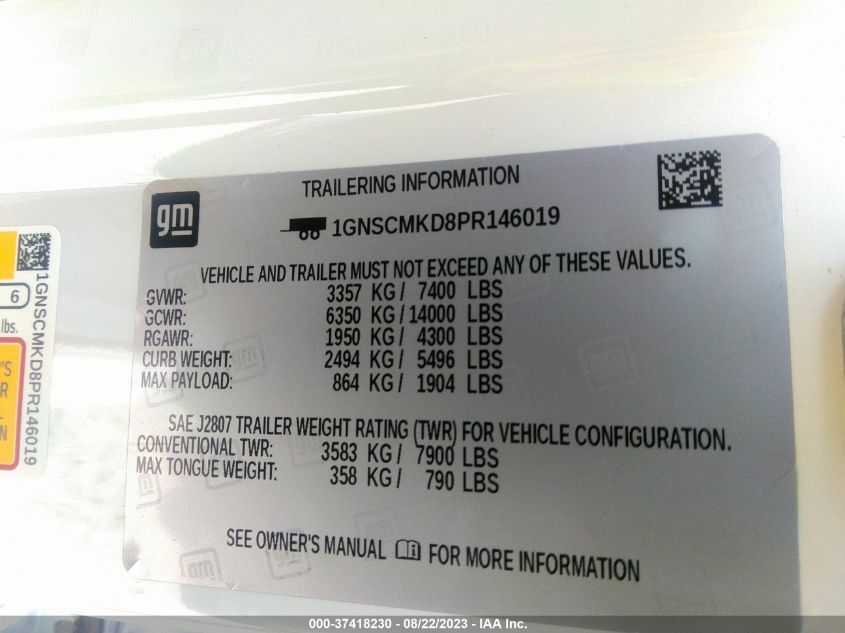 gm
TRAILERING INFORMATION
1GNSCMKD8PR146019
VEHICLE AND TRAILER MUST NOT EXCEED ANY OF THESE VALUES.
GVWR: 3357 KG / 7400 LBS
GCWR: 6350 KG / 14000 LBS
RGAWR: 1950 KG / 4300 LBS
CURB WEIGHT: 2494 KG / 5496 LBS
MAX PAYLOAD: 864 KG / 1904 LBS
SAE J2807 TRAILER WEIGHT RATING (TWR) FOR VEHICLE CONFIGURATION.
CONVENTIONAL TWR: 3583 KG / 7900 LBS
MAX TONGUE WEIGHT: 358 KG / 790 LBS
SEE OWNER'S MANUAL FOR MORE INFORMATION
gm
1GNSCMKD8PR146019
6
lbs.
000-37418230 - 08/22/2023 - IAA Inc.